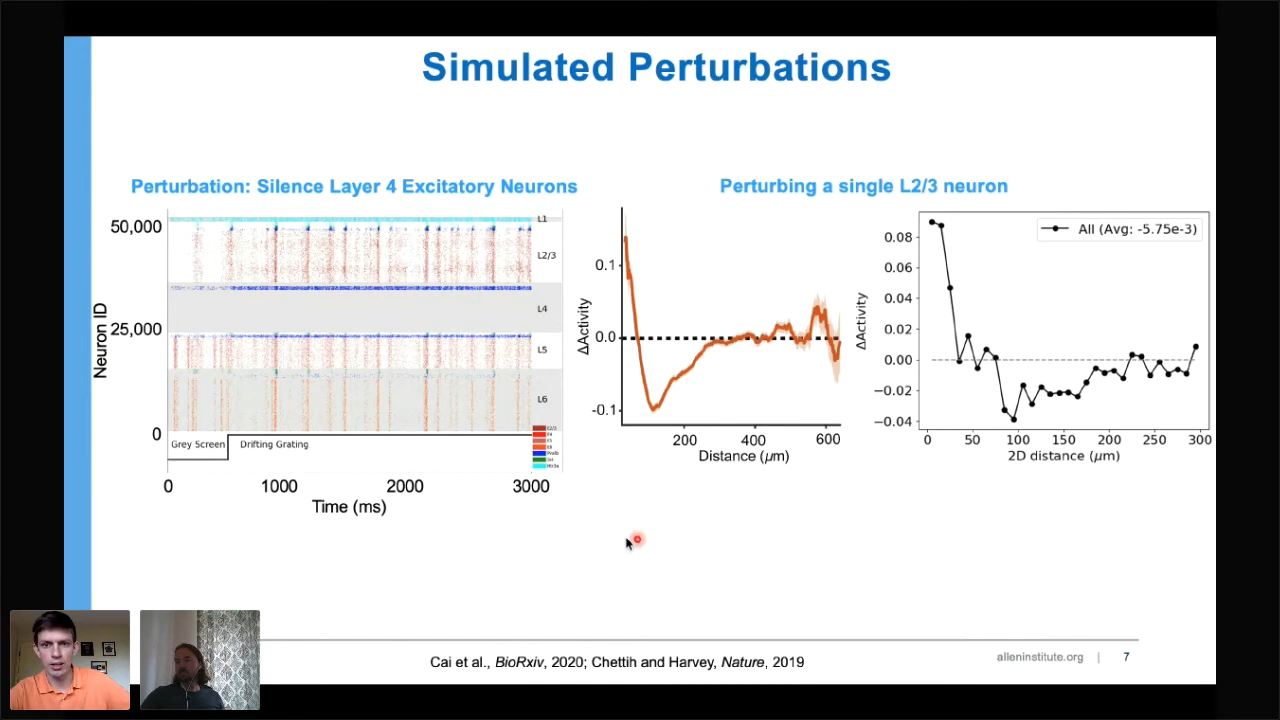 Simulated Perturbations
Perturbation: Silence Layer 4 Excitatory Neurons
Neuron ID
50,000
25,000
0
L1
L2/3
L4
L5
L6
Grey Screen
Drifting Grating
0 1000 2000 3000
Time (ms)
Perturbing a single L2/3 neuron
ΔActivity
0.1
0.0
-0.1
200 400 600
Distance (μm)
All (Avg: -5.75e-3)
ΔActivity
0.08
0.06
0.04
0.02
0.00
−0.02
−0.04
0 50 100 150 200 250 300
2D distance (μm)
Cai et al., BioRxiv, 2020; Chettih and Harvey, Nature, 2019
alleninstitute.org | 7